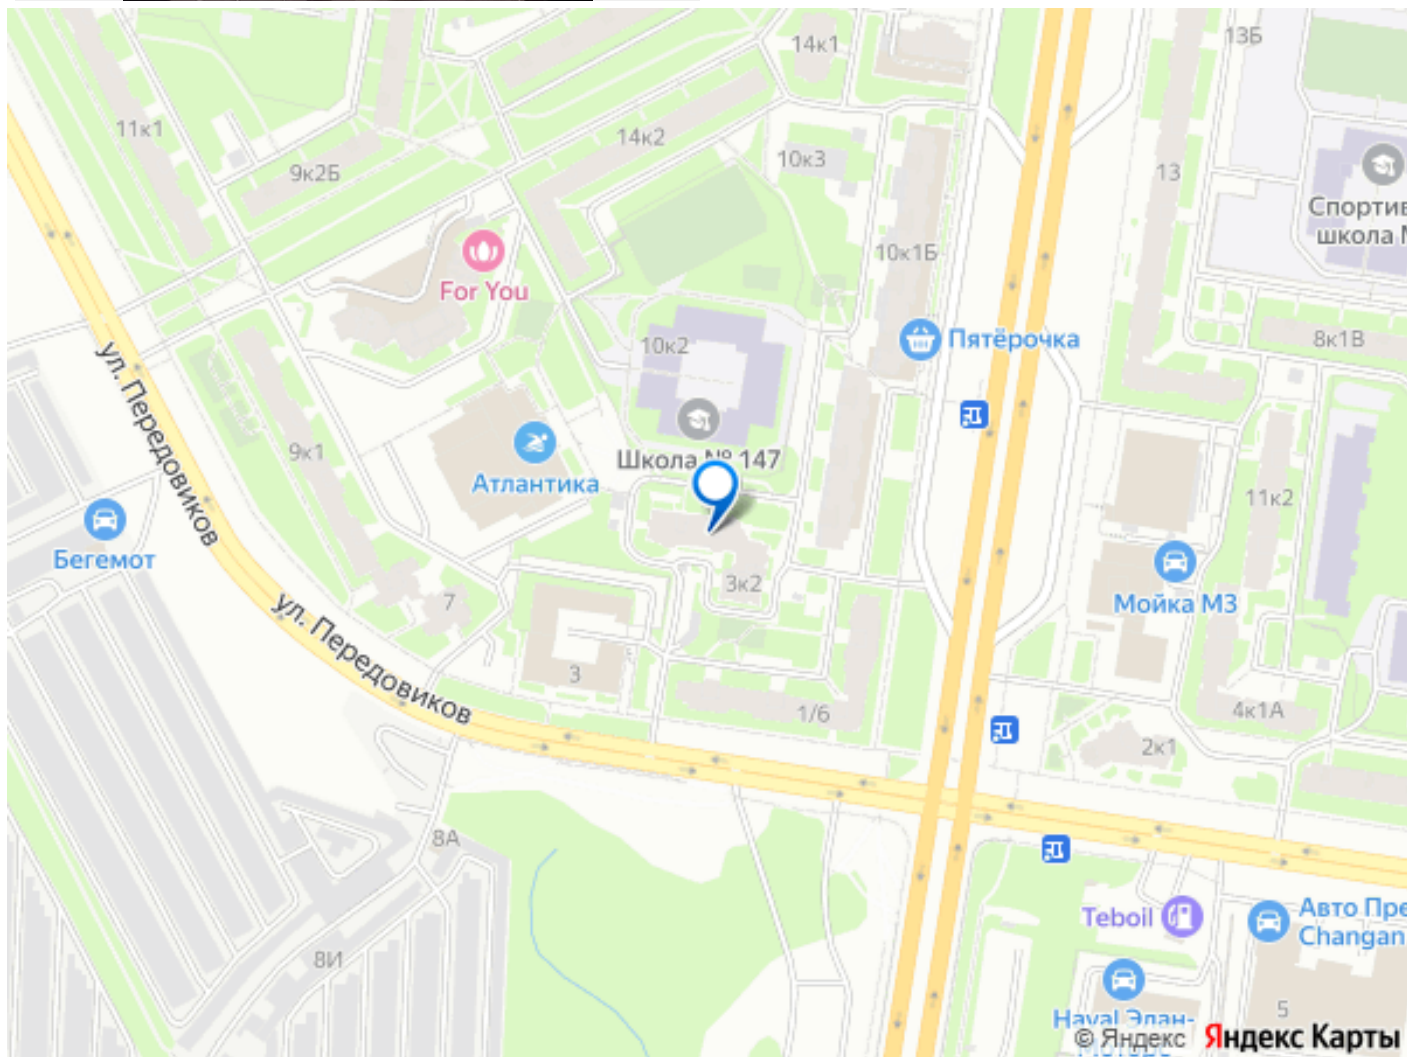 14к1
13Б
11к1
14к2
10к3
9к2Б
13
Спортив
школа М
10к1Б
For You
10к2
Пятёрочка
8к1В
ул. Передовиков
9к1
Школа № 147
Атлантика
11к2
Бегемот
3к2
Мойка М3
7
ул. Передовиков
3
1/6
4к1А
2к1
8А
Teboil
Авто Пре
Changan
8И
5
Haval Элан-
© Яндекс
Яндекс Карты